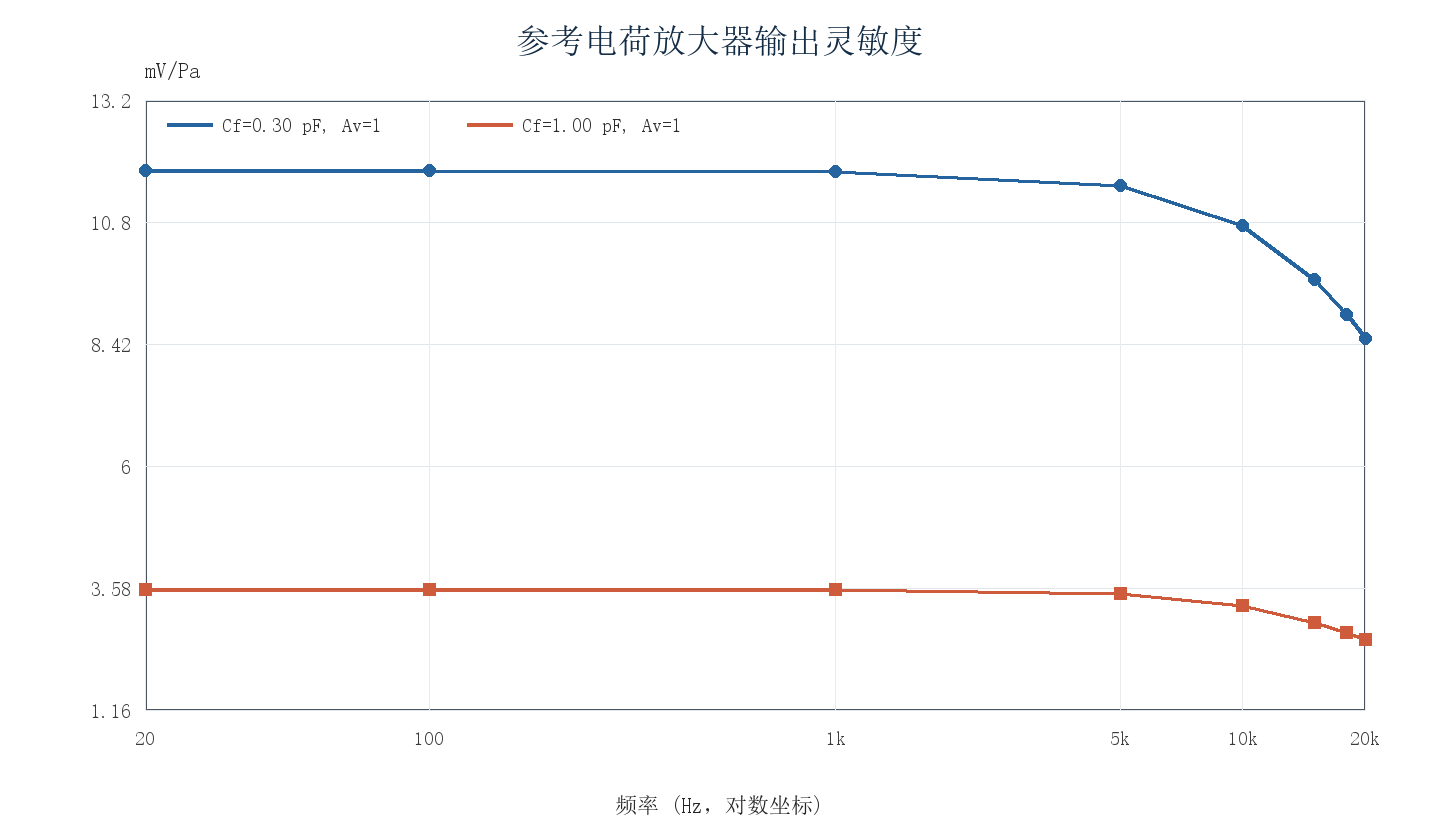 参考电荷放大器输出灵敏度
mV/Pa
13.2
Cf=0.30 pF, Av=1
Cf=1.00 pF, Av=1
10.8
8.42
6
3.58
1.16
20
100
1k
5k
10k
20k
频率 (Hz, 对数坐标)